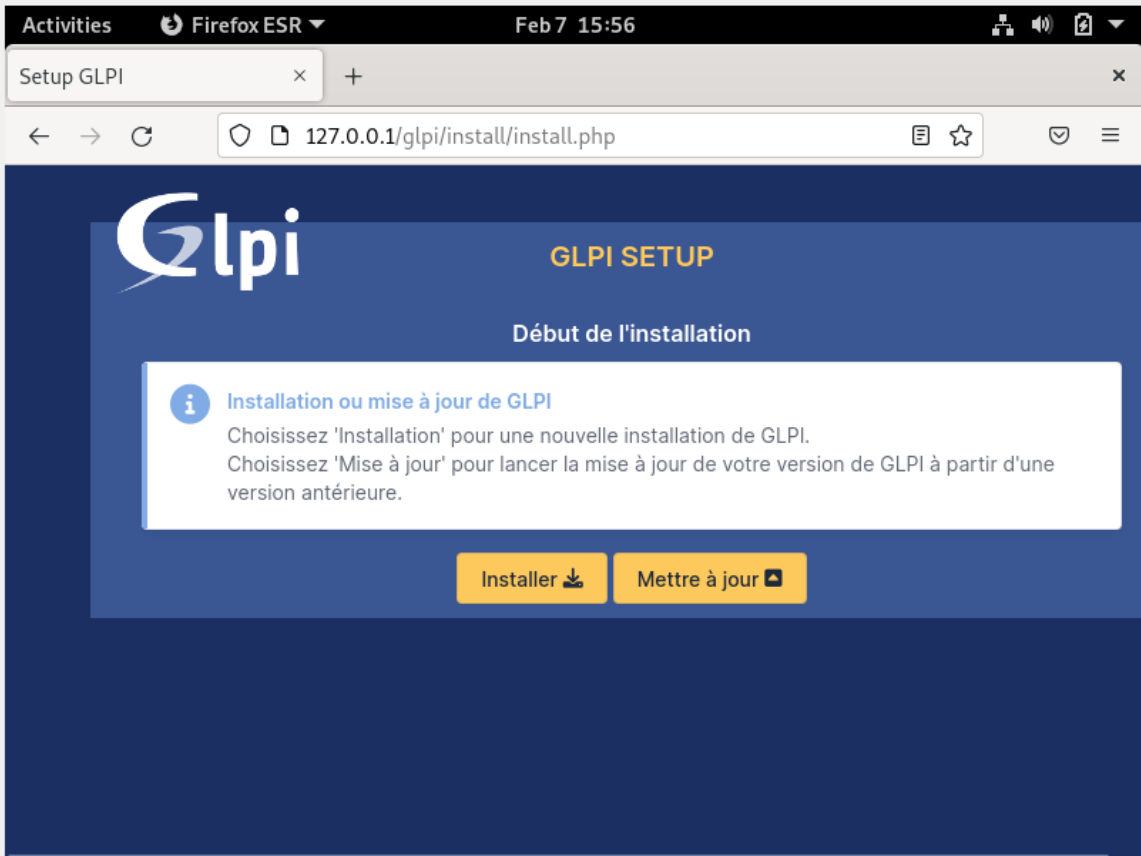 Activities Firefox ESR Feb 7 15:56
Setup GLPI
127.0.0.1/glpi/install/install.php
Glpi
GLPI SETUP
Début de l'installation
Installation ou mise à jour de GLPI
Choisissez 'Installation' pour une nouvelle installation de GLPI.
Choisissez 'Mise à jour' pour lancer la mise à jour de votre version de GLPI à partir d'une
version antérieure.
Installer Mettre à jour